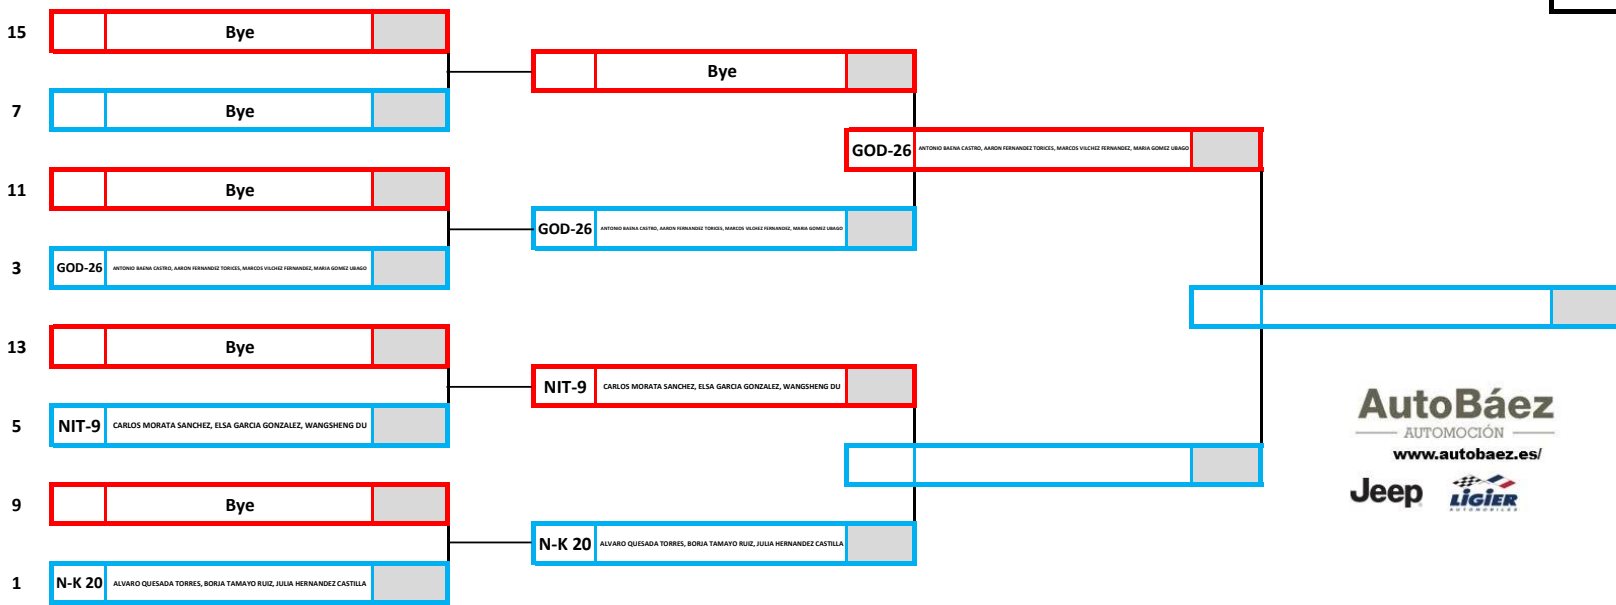 15 Bye
Bye
7 Bye
GOD-26 ANTONIO BAENA CASTRO, AARON FERNANDEZ TORICES, MARCOS VILCHEZ FERNANDEZ, MARIA GOMEZ UBAGO
11 Bye
GOD-26 ANTONIO BAENA CASTRO, AARON FERNANDEZ TORICES, MARCOS VILCHEZ FERNANDEZ, MARIA GOMEZ UBAGO
3 GOD-26 ANTONIO BAENA CASTRO, AARON FERNANDEZ TORICES, MARCOS VILCHEZ FERNANDEZ, MARIA GOMEZ UBAGO
13 Bye
NIT-9 CARLOS MORATA SANCHEZ, ELSA GARCIA GONZALEZ, WANGSHENG DU
5 NIT-9 CARLOS MORATA SANCHEZ, ELSA GARCIA GONZALEZ, WANGSHENG DU
9 Bye
N-K 20 ALVARO QUESADA TORRES, BORJA TAMAYO RUIZ, JULIA HERNANDEZ CASTILLA
1 N-K 20 ALVARO QUESADA TORRES, BORJA TAMAYO RUIZ, JULIA HERNANDEZ CASTILLA
AutoBáez
AUTOMOCIÓN
www.autobaez.es/
Jeep LIGIER
AUTOMOBILES